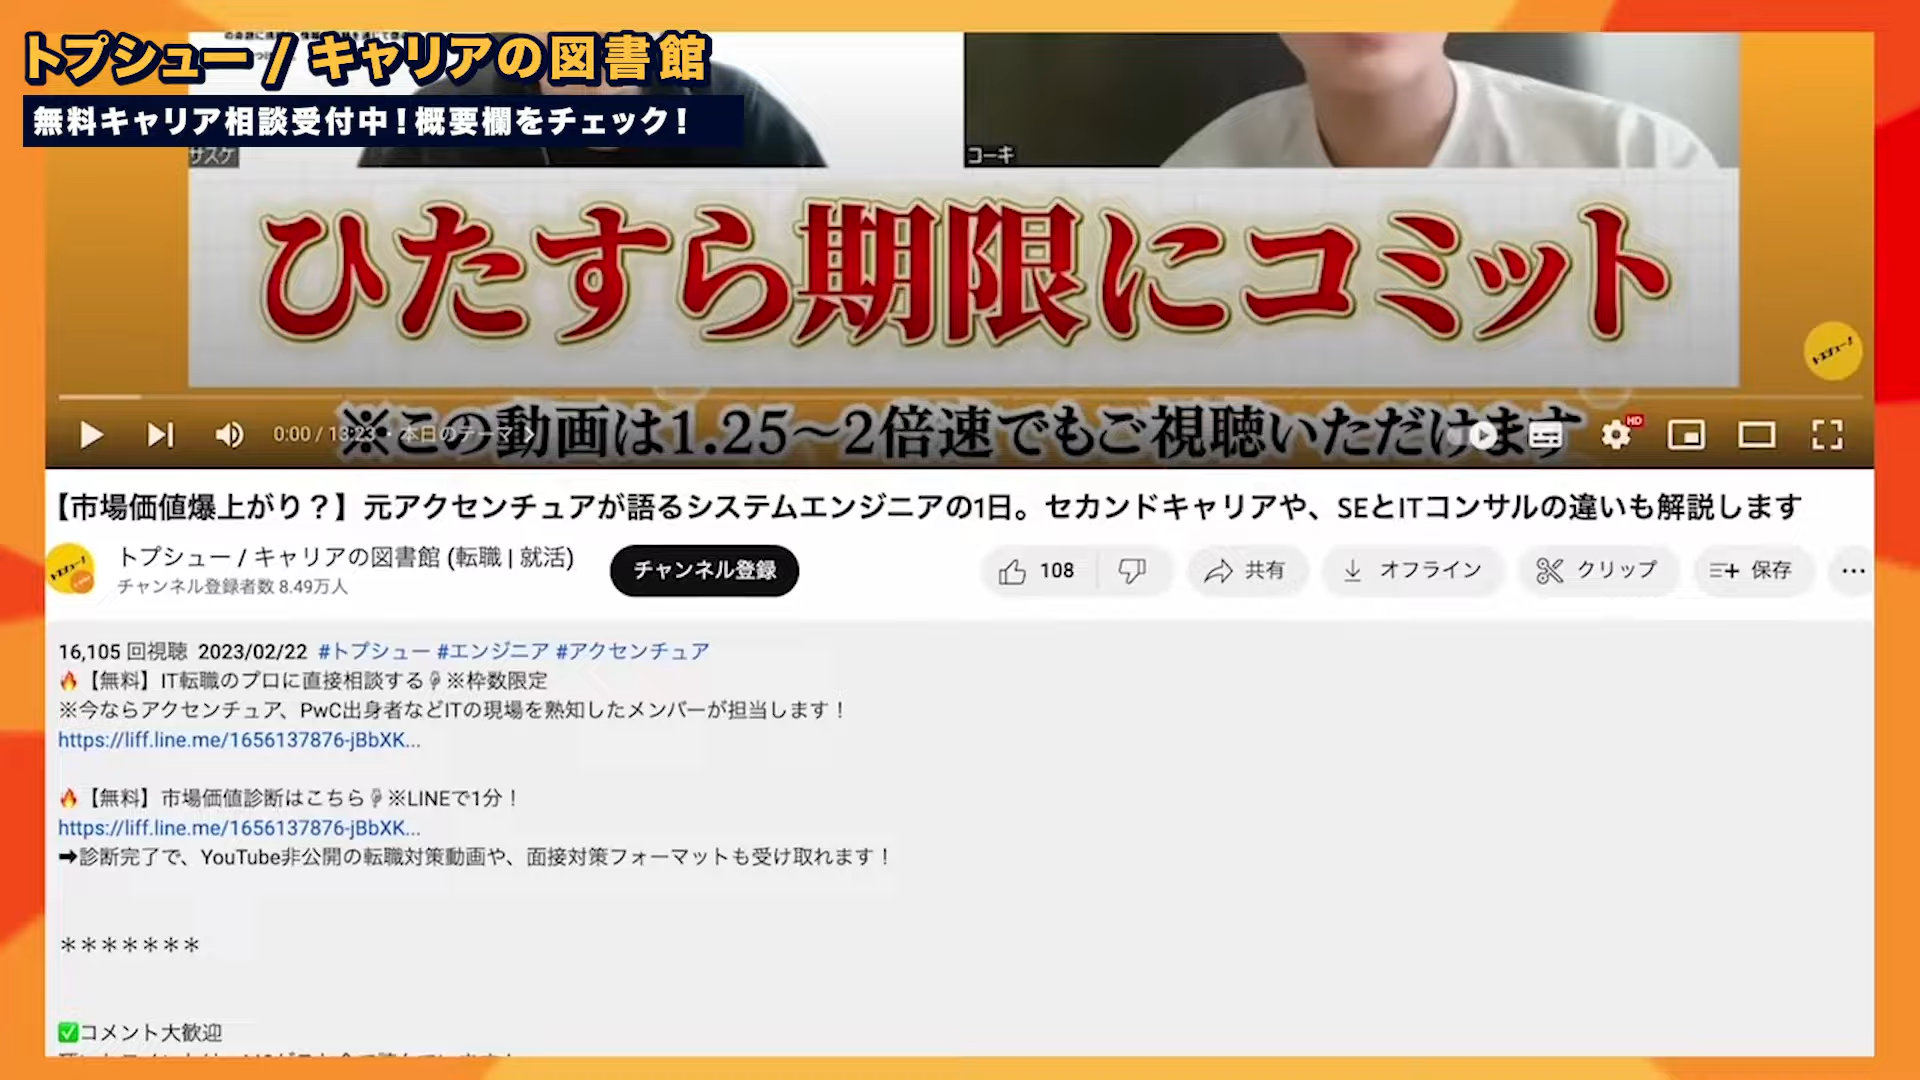 トプシュー / キャリアの図書館
無料キャリア相談受付中！概要欄をチェック！
サスケ
コーキ
ひたすら期限にコミット
トプシュー！
※この動画は1.25〜2倍速でもご視聴いただけます
0:00 / 13:23 • 本日のテーマ
HD
【市場価値爆上がり？】元アクセンチュアが語るシステムエンジニアの1日。セカンドキャリアや、SEとITコンサルの違いも解説します
トプシュー / キャリアの図書館 (転職 | 就活)
チャンネル登録者数 8.49万人
チャンネル登録
108
共有
オフライン
クリップ
保存
16,105 回視聴 2023/02/22 #トプシュー #エンジニア #アクセンチュア
🔥【無料】IT転職のプロに直接相談する👇※枠数限定
※今ならアクセンチュア、PwC出身者などITの現場を熟知したメンバーが担当します！
https://liff.line.me/1656137876-jBbXK...
🔥【無料】市場価値診断はこちら👇※LINEで1分！
https://liff.line.me/1656137876-jBbXK...
➡診断完了で、YouTube非公開の転職対策動画や、面接対策フォーマットも受け取れます！
＊＊＊＊＊＊＊
✅コメント大歓迎